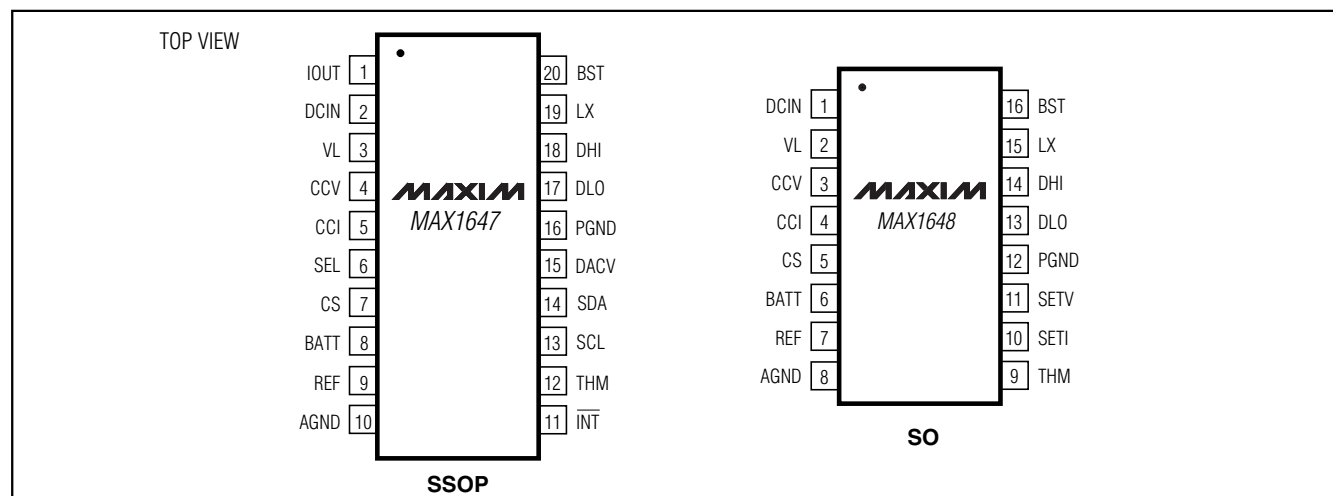 TOP VIEW
IOUT 1
DCIN 2
VL 3
CCV 4
CCI 5
SEL 6
CS 7
BATT 8
REF 9
AGND 10
20 BST
19 LX
18 DHI
17 DLO
16 PGND
15 DACV
14 SDA
13 SCL
12 THM
11 I̅N̅T̅
MAXIM
MAX1647
SSOP
DCIN 1
VL 2
CCV 3
CCI 4
CS 5
BATT 6
REF 7
AGND 8
16 BST
15 LX
14 DHI
13 DLO
12 PGND
11 SETV
10 SETI
9 THM
MAXIM
MAX1648
SO